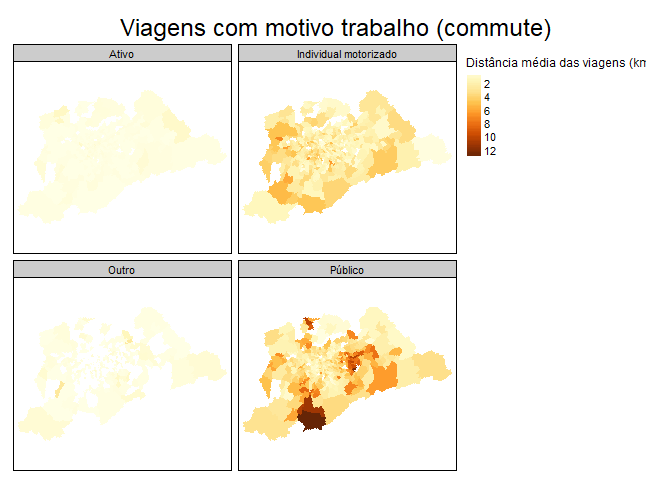 Viagens com motivo trabalho (commute)
Ativo
Individual motorizado
Distância média das viagens (km
2
4
6
8
10
12
Outro
Público